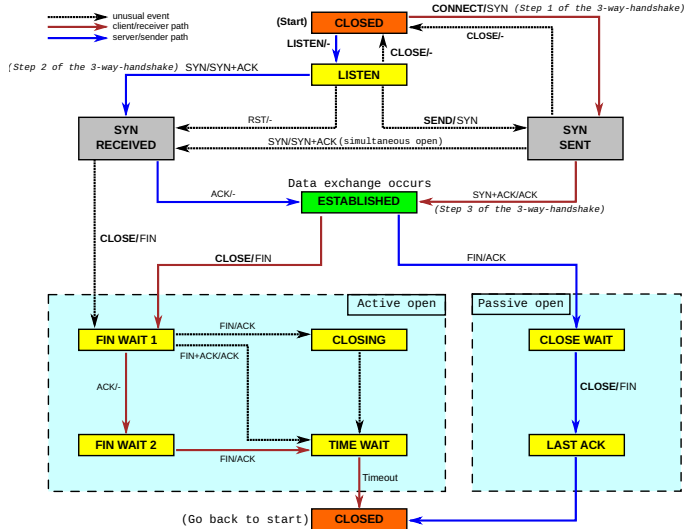 unusual event
client/receiver path
server/sender path
(Start)
CLOSED
CONNECT/SYN (Step 1 of the 3-way-handshake)
LISTEN/-
CLOSE/-
CLOSE/-
(Step 2 of the 3-way-handshake) SYN/SYN+ACK
LISTEN
RST/-
SEND/SYN
SYN
RECEIVED
SYN/SYN+ACK (simultaneous open)
SYN
SENT
Data exchange occurs
ACK/-
ESTABLISHED
SYN+ACK/ACK
(Step 3 of the 3-way-handshake)
CLOSE/FIN
CLOSE/FIN
FIN/ACK
Active open
Passive open
FIN WAIT 1
FIN/ACK
FIN+ACK/ACK
CLOSING
CLOSE WAIT
ACK/-
CLOSE/FIN
FIN WAIT 2
FIN/ACK
TIME WAIT
LAST ACK
Timeout
(Go back to start)
CLOSED